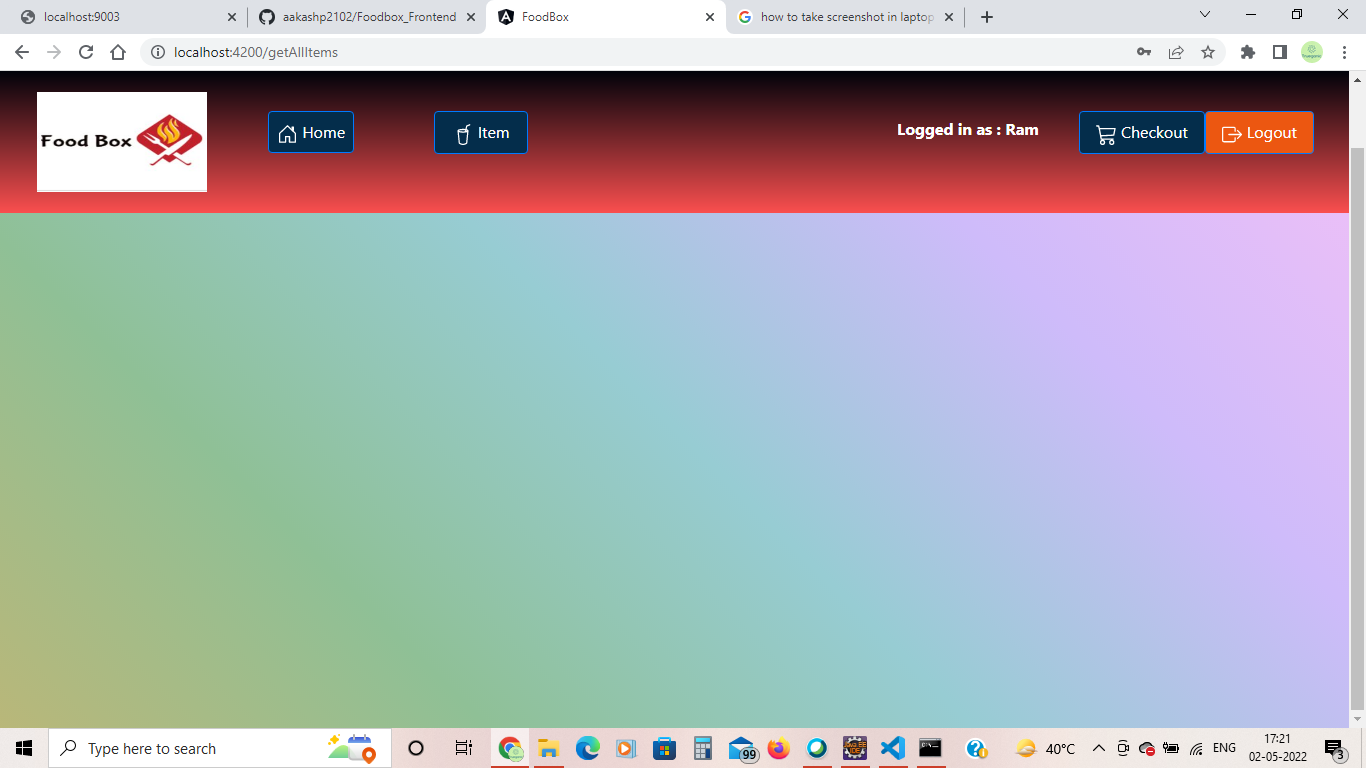 localhost:9003
aakashp2102/Foodbox_Frontend
FoodBox
how to take screenshot in laptop
localhost:4200/getAllItems
Food Box
Home
Item
Logged in as : Ram
Checkout
Logout
Type here to search
99
40°C
ENG
17:21
02-05-2022
3